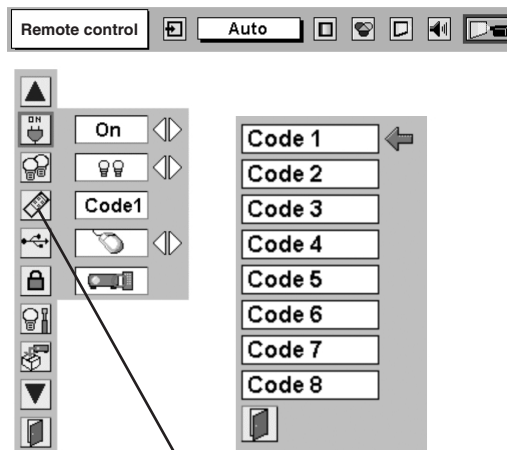 Remote control
Auto
ON
On
Code1
Code 1
Code 2
Code 3
Code 4
Code 5
Code 6
Code 7
Code 8